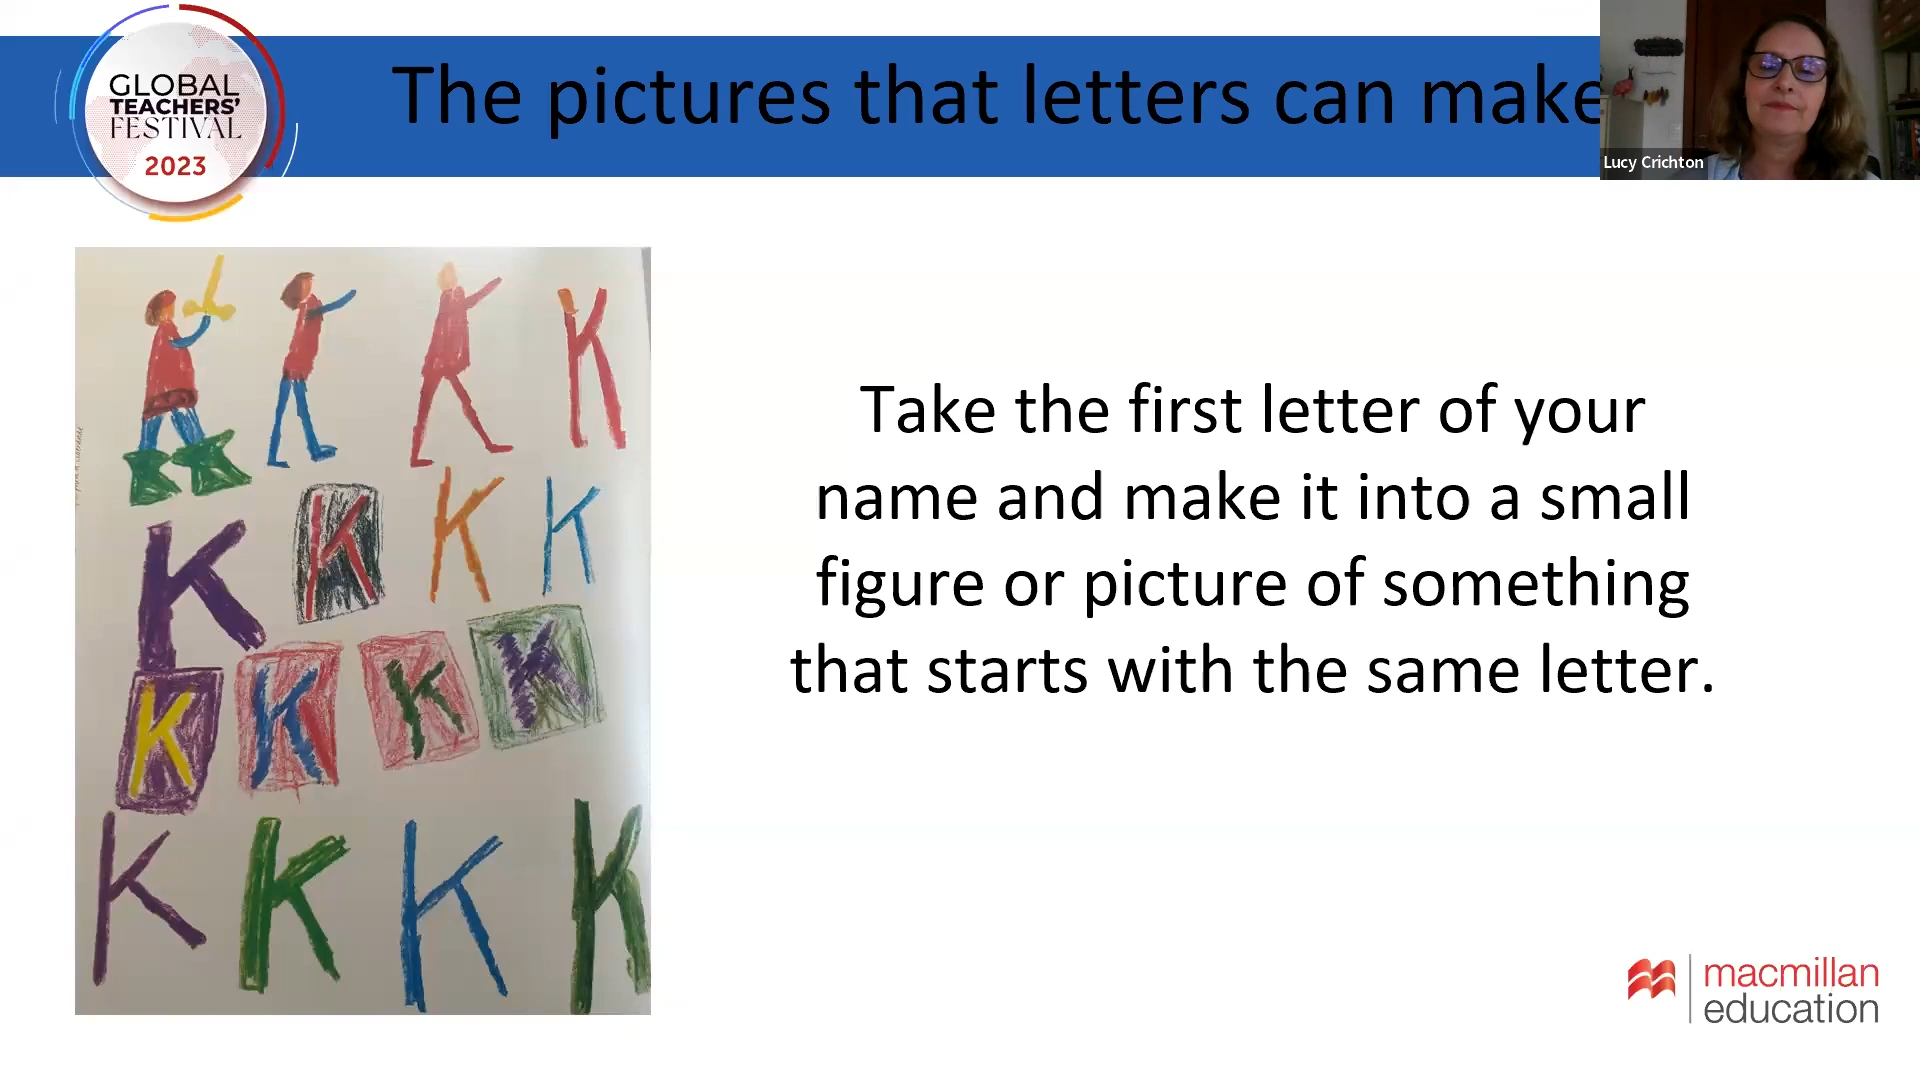 GLOBAL
TEACHERS'
FESTIVAL
2023
The pictures that letters can make
Lucy Crichton
Take the first letter of your
name and make it into a small
figure or picture of something
that starts with the same letter.
K
K K K K
K K K K
K K K K
macmillan
education